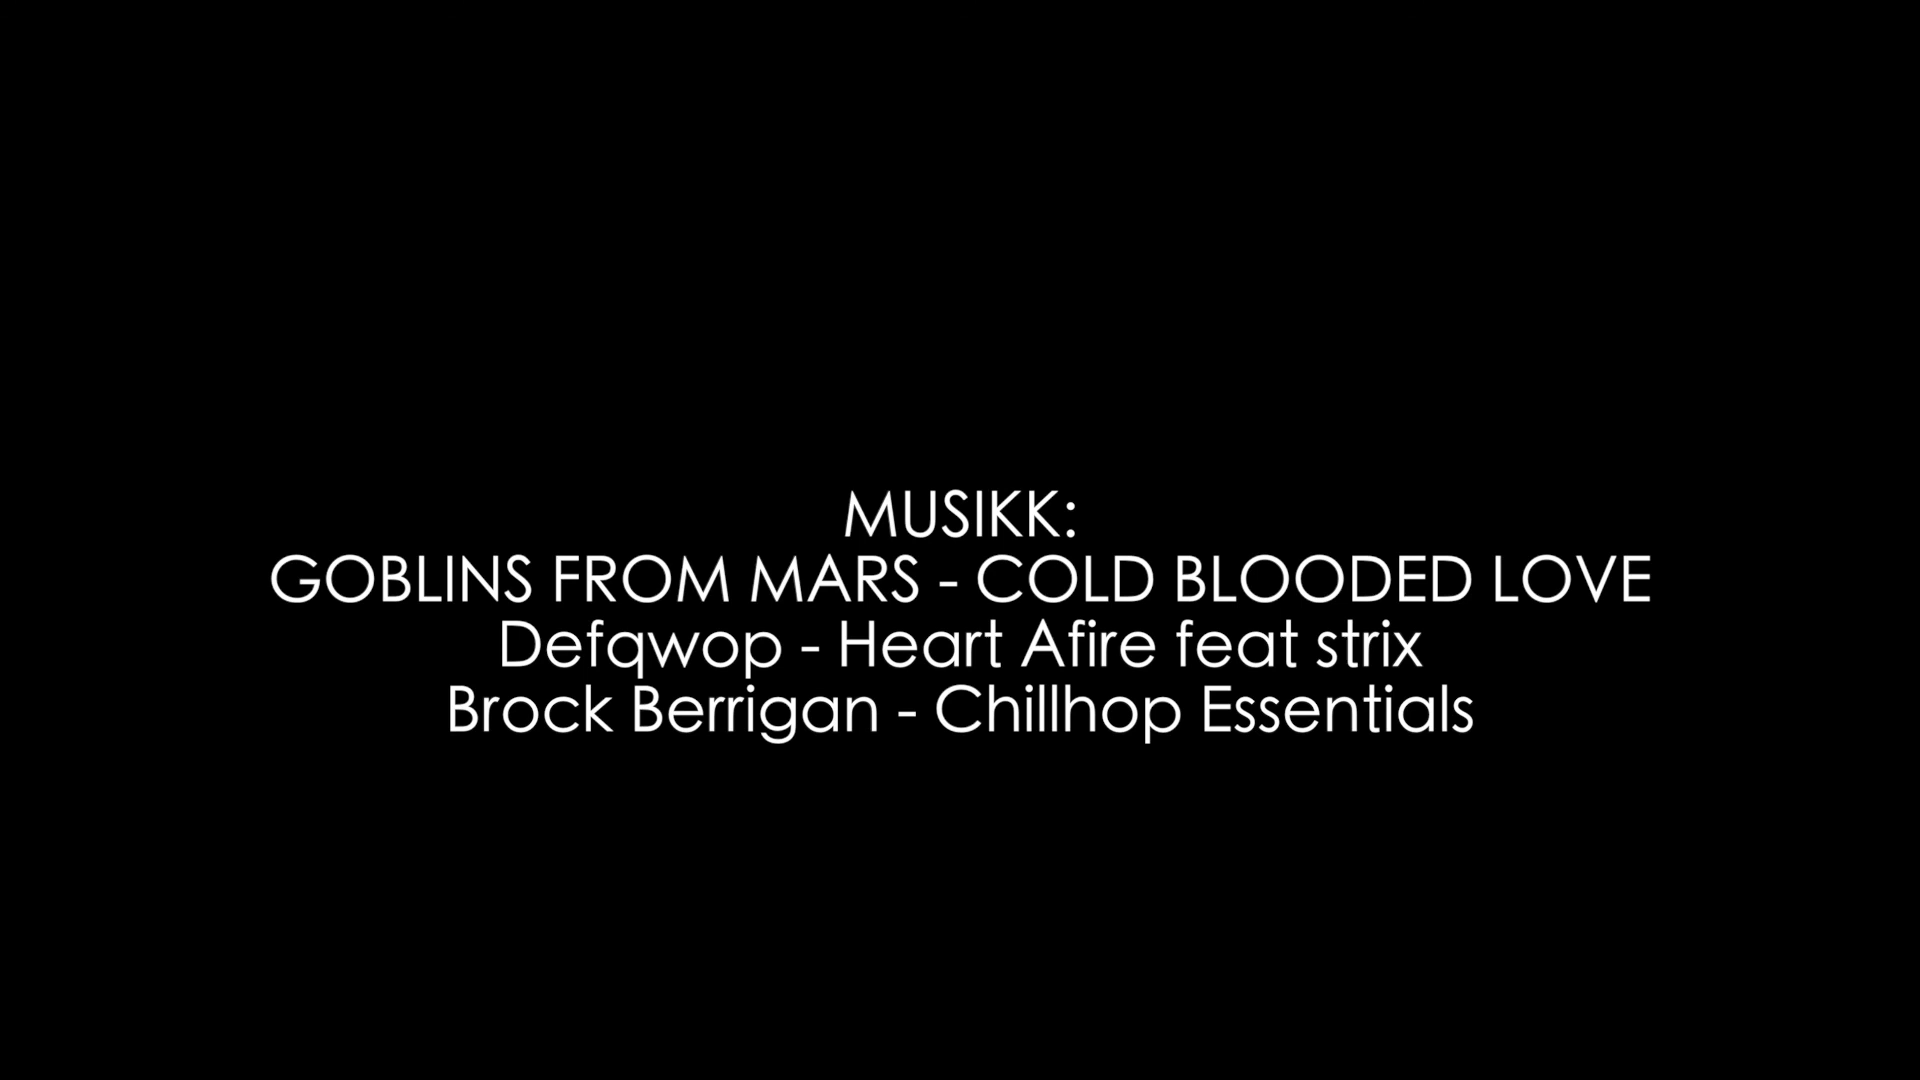 MUSIKK:
GOBLINS FROM MARS - COLD BLOODED LOVE
Defqwop - Heart Afire feat strix
Brock Berrigan - Chillhop Essentials